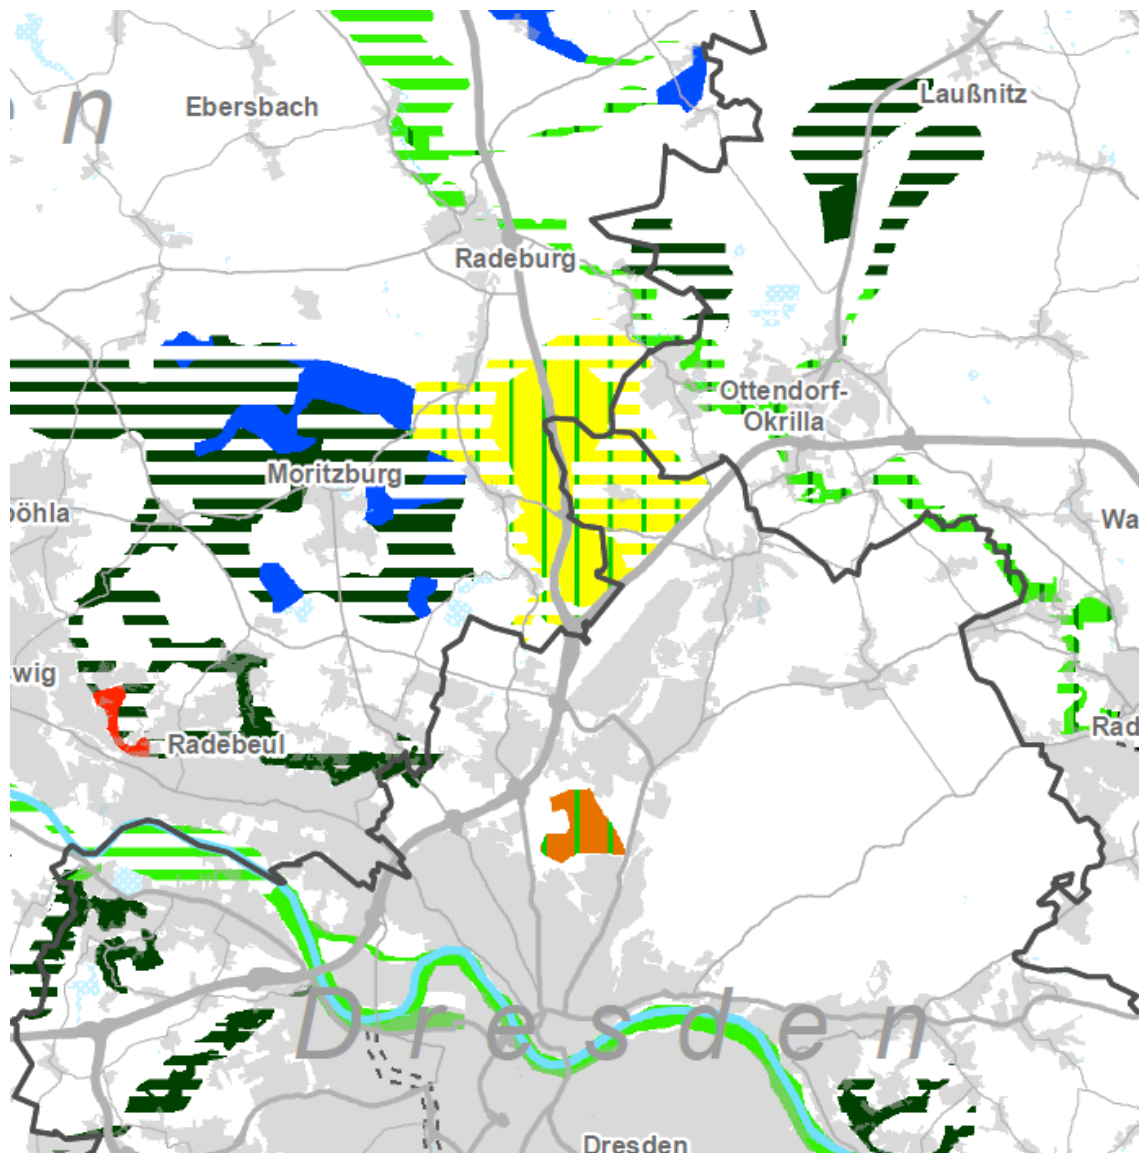 n
Ebersbach
Laußnitz
Radeburg
Ottendorf-
Okrilla
Moritzburg
öhla
Wa
wig
Radebeul
Rad
Dresden
Dresden